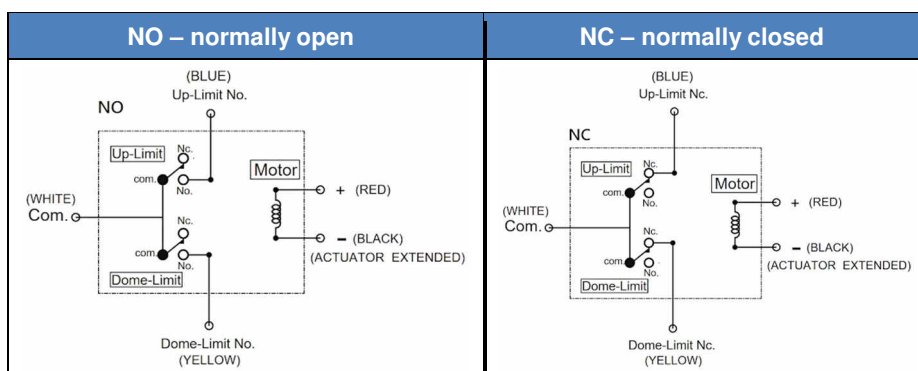 NO – normally open
(BLUE)
Up-Limit No.
NO
Up-Limit
Nc.
com.
No.
Motor
+ (RED)
(WHITE)
Com.
Nc.
com.
No.
– (BLACK)
(ACTUATOR EXTENDED)
Dome-Limit
Dome-Limit No.
(YELLOW)
NC – normally closed
(BLUE)
Up-Limit Nc.
NC
Up-Limit
Nc.
com.
No.
Motor
+ (RED)
(WHITE)
Com.
Nc.
com.
No.
– (BLACK)
(ACTUATOR EXTENDED)
Dome-Limit
Dome-Limit Nc.
(YELLOW)